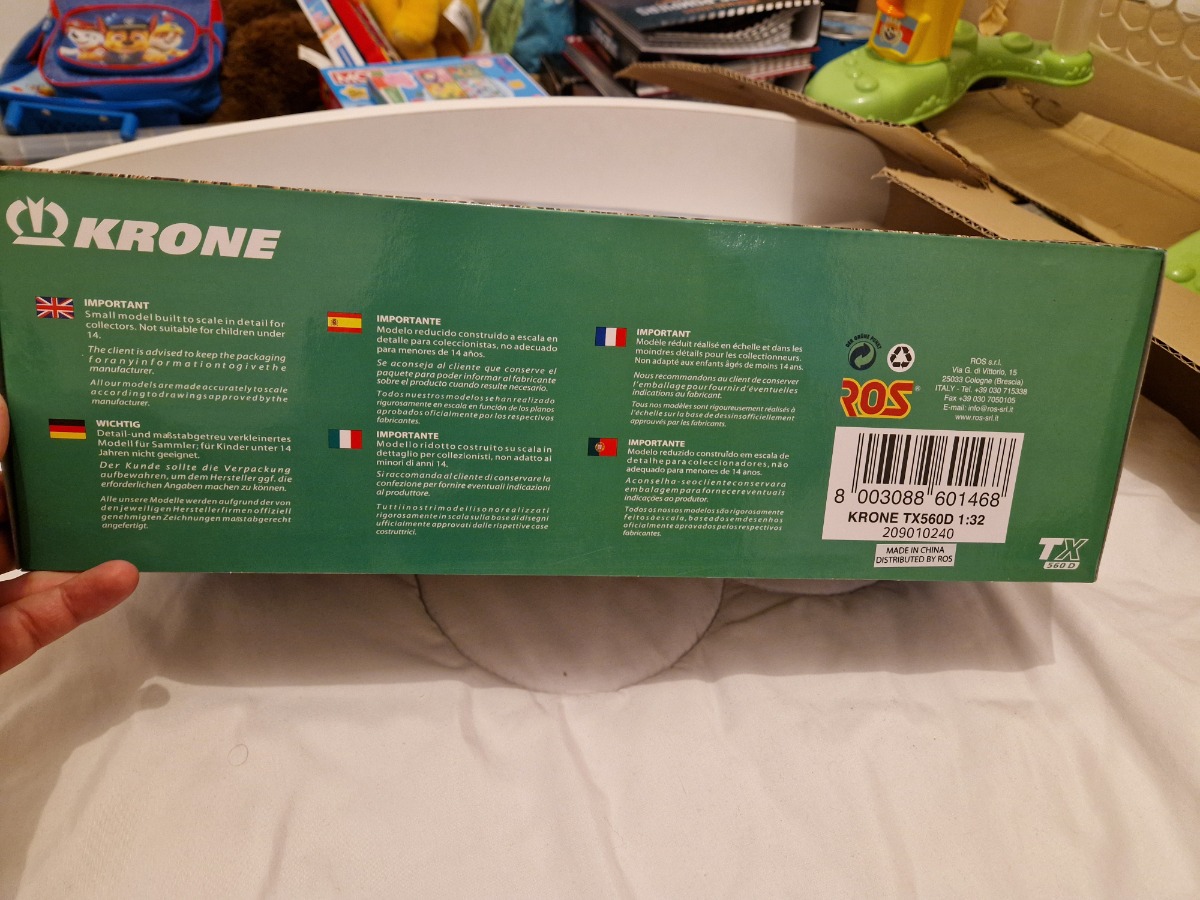 KRONE
IMPORTANT
Small model built to scale in detail for
collectors. Not suitable for children under
14.
The client is advised to keep the packaging
for any information to give the
manufacturer.
All our models are made accurately to scale
according to drawings approved by the
manufacturer.
WICHTIG
Detail-und maßstabgetreu verkleinertes
Modell für Sammler; für Kinder unter 14
Jahren nicht geeignet.
Der Kunde sollte die Verpackung
aufbewahren, um dem Hersteller ggf. die
erforderlichen Angaben machen zu können.
Alle unsere Modelle werden aufgrund der von
den jeweiligen Herstellerfirmen offiziell
genehmigten Zeichnungen maßstabgerecht
angefertigt.
IMPORTANTE
Modelo reducido construido a escala en
detalle para coleccionistas, no adecuado
para menores de 14 años.
Se aconseja al cliente que conserve el
paquete para poder informar al fabricante
sobre el producto cuando resulte necesario.
Todos nuestros modelos se han realizado
rigurosamente en escala en función de los planos
aprobados oficialmente por los respectivos
fabricantes.
IMPORTANTE
Modello ridotto costruito su scala in
dettaglio per collezionisti, non adatto ai
minori di anni 14.
Si raccomanda al cliente di conservare la
confezione per fornire eventuali indicazioni
al produttore.
Tutti i nostri modelli sono realizzati
rigorosamente in scala sulla base di disegni
ufficialmente approvati dalle rispettive case
costruttrici.
IMPORTANT
Modèle réduit réalisé en échelle et dans les
moindres détails pour les collectionneurs.
Non adapté aux enfants âgés de moins 14 ans.
Nous recommandons au client de conserver
l'emballage pour fournir d'éventuelles
indications au fabricant.
Tous nos modèles sont rigoureusement réalisés à
l'échelle sur la base de dessins officiellement
approuvés par les fabricants.
IMPORTANTE
Modelo reduzido construído em escala de
detalhe para coleccionadores, não
adequado para menores de 14 anos.
Aconselha-se o cliente conservar a
embalagem para fornecer eventuais
indicações ao produtor.
Todos os nossos modelos são rigorosamente
feitos de escala, baseados em desenhos
oficialmente aprovados pelos respectivos
fabricantes.
ROS
ROS s.r.l.
Via G. di Vittorio, 15
25033 Cologne (Brescia)
ITALY - Tel. +39 030 715338
Fax +39 030 7050105
E-mail: info@ros-srl.it
www.ros-srl.it
8 003088 601468
KRONE TX560D 1:32
209010240
MADE IN CHINA
DISTRIBUTED BY ROS
TX
560 D